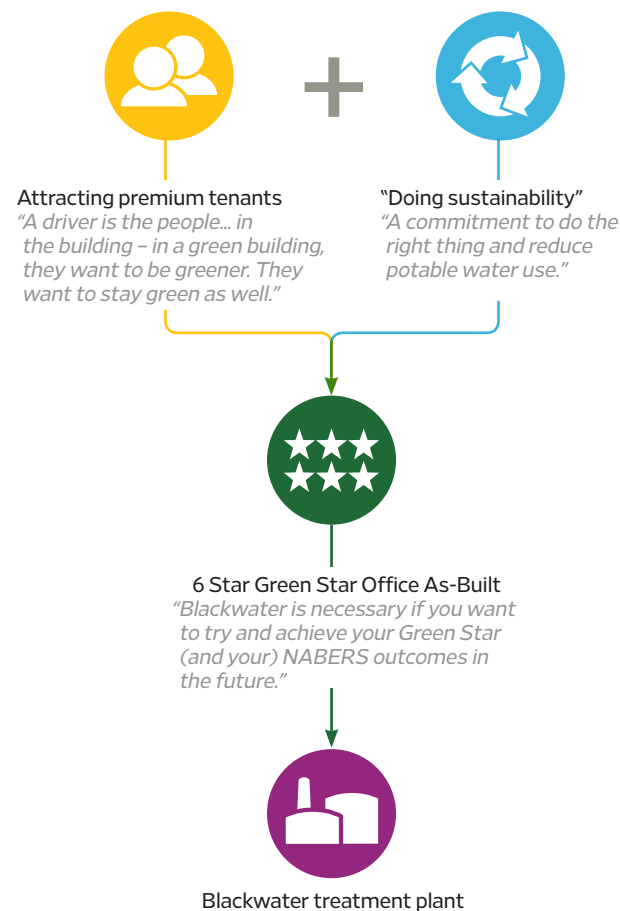 Attracting premium tenants
“A driver is the people... in
the building – in a green building,
they want to be greener. They
want to stay green as well.”
“Doing sustainability”
“A commitment to do the
right thing and reduce
potable water use.”
6 Star Green Star Office As-Built
“Blackwater is necessary if you want
to try and achieve your Green Star
(and your) NABERS outcomes in
the future.”
Blackwater treatment plant